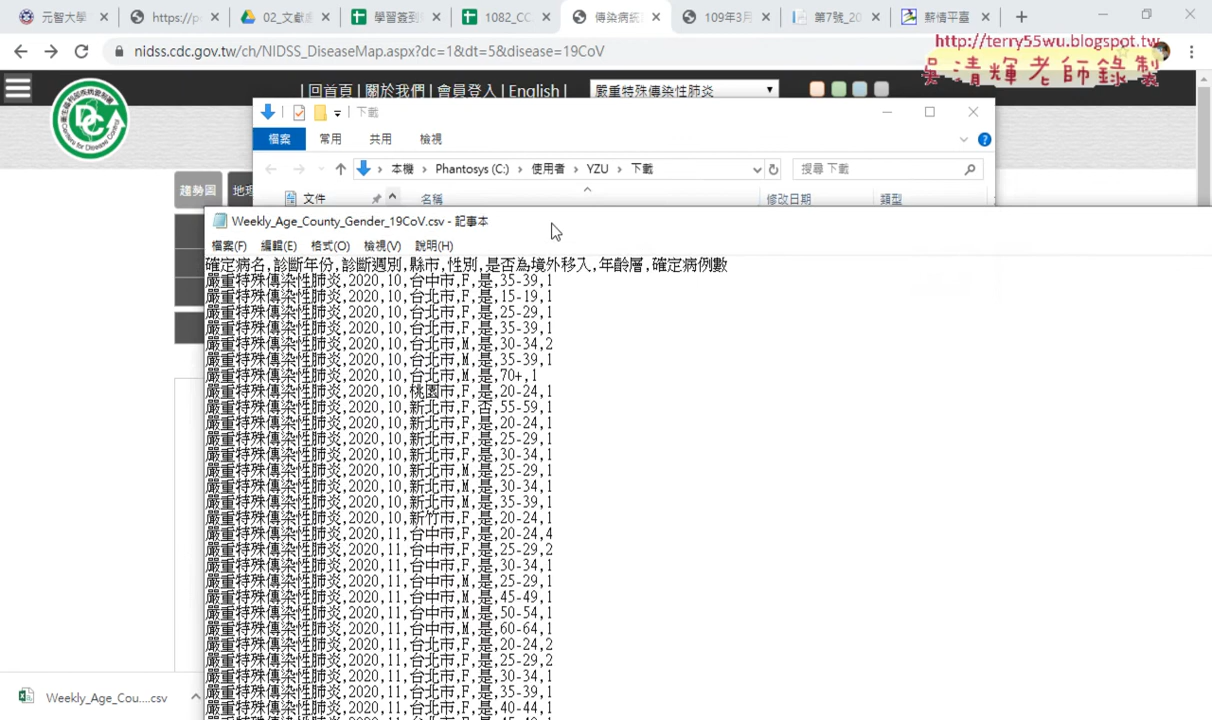 元智大學
https://p
02_文獻
學習簽到
1082_CC
傳染病統
109年3月
第7號_20
薪情平臺
nidss.cdc.gov.tw/ch/NIDSS_DiseaseMap.aspx?dc=1&dt=5&disease=19CoV
http://terry55wu.blogspot.tw
吳清輝老師錄製
| 回首頁 | 關於我們 | 會員登入 | English |
嚴重特殊傳染性肺炎
下載
檔案 常用 共用 檢視
本機 > Phantosys (C:) > 使用者 > YZU > 下載
搜尋 下載
趨勢圖 地理
文件 名稱 修改日期 類型
Weekly_Age_County_Gender_19CoV.csv - 記事本
檔案(F) 編輯(E) 格式(O) 檢視(V) 說明(H)
確定病名,診斷年份,診斷週別,縣市,性別,是否為境外移入,年齡層,確定病例數
嚴重特殊傳染性肺炎,2020,10,台中市,F,是,35-39,1
嚴重特殊傳染性肺炎,2020,10,台北市,F,是,15-19,1
嚴重特殊傳染性肺炎,2020,10,台北市,F,是,25-29,1
嚴重特殊傳染性肺炎,2020,10,台北市,F,是,35-39,1
嚴重特殊傳染性肺炎,2020,10,台北市,M,是,30-34,2
嚴重特殊傳染性肺炎,2020,10,台北市,M,是,35-39,1
嚴重特殊傳染性肺炎,2020,10,台北市,M,是,70+,1
嚴重特殊傳染性肺炎,2020,10,桃園市,F,是,20-24,1
嚴重特殊傳染性肺炎,2020,10,新北市,F,否,55-59,1
嚴重特殊傳染性肺炎,2020,10,新北市,F,是,20-24,1
嚴重特殊傳染性肺炎,2020,10,新北市,F,是,25-29,1
嚴重特殊傳染性肺炎,2020,10,新北市,F,是,30-34,1
嚴重特殊傳染性肺炎,2020,10,新北市,M,是,25-29,1
嚴重特殊傳染性肺炎,2020,10,新北市,M,是,30-34,1
嚴重特殊傳染性肺炎,2020,10,新北市,M,是,35-39,1
嚴重特殊傳染性肺炎,2020,10,新竹市,F,是,20-24,1
嚴重特殊傳染性肺炎,2020,11,台中市,F,是,20-24,4
嚴重特殊傳染性肺炎,2020,11,台中市,F,是,25-29,2
嚴重特殊傳染性肺炎,2020,11,台中市,F,是,30-34,1
嚴重特殊傳染性肺炎,2020,11,台中市,M,是,25-29,1
嚴重特殊傳染性肺炎,2020,11,台中市,M,是,45-49,1
嚴重特殊傳染性肺炎,2020,11,台中市,M,是,50-54,1
嚴重特殊傳染性肺炎,2020,11,台中市,M,是,60-64,1
嚴重特殊傳染性肺炎,2020,11,台北市,F,是,20-24,2
嚴重特殊傳染性肺炎,2020,11,台北市,F,是,25-29,2
嚴重特殊傳染性肺炎,2020,11,台北市,F,是,30-34,1
嚴重特殊傳染性肺炎,2020,11,台北市,F,是,35-39,1
嚴重特殊傳染性肺炎,2020,11,台北市,F,是,40-44,1
Weekly_Age_Cou....csv